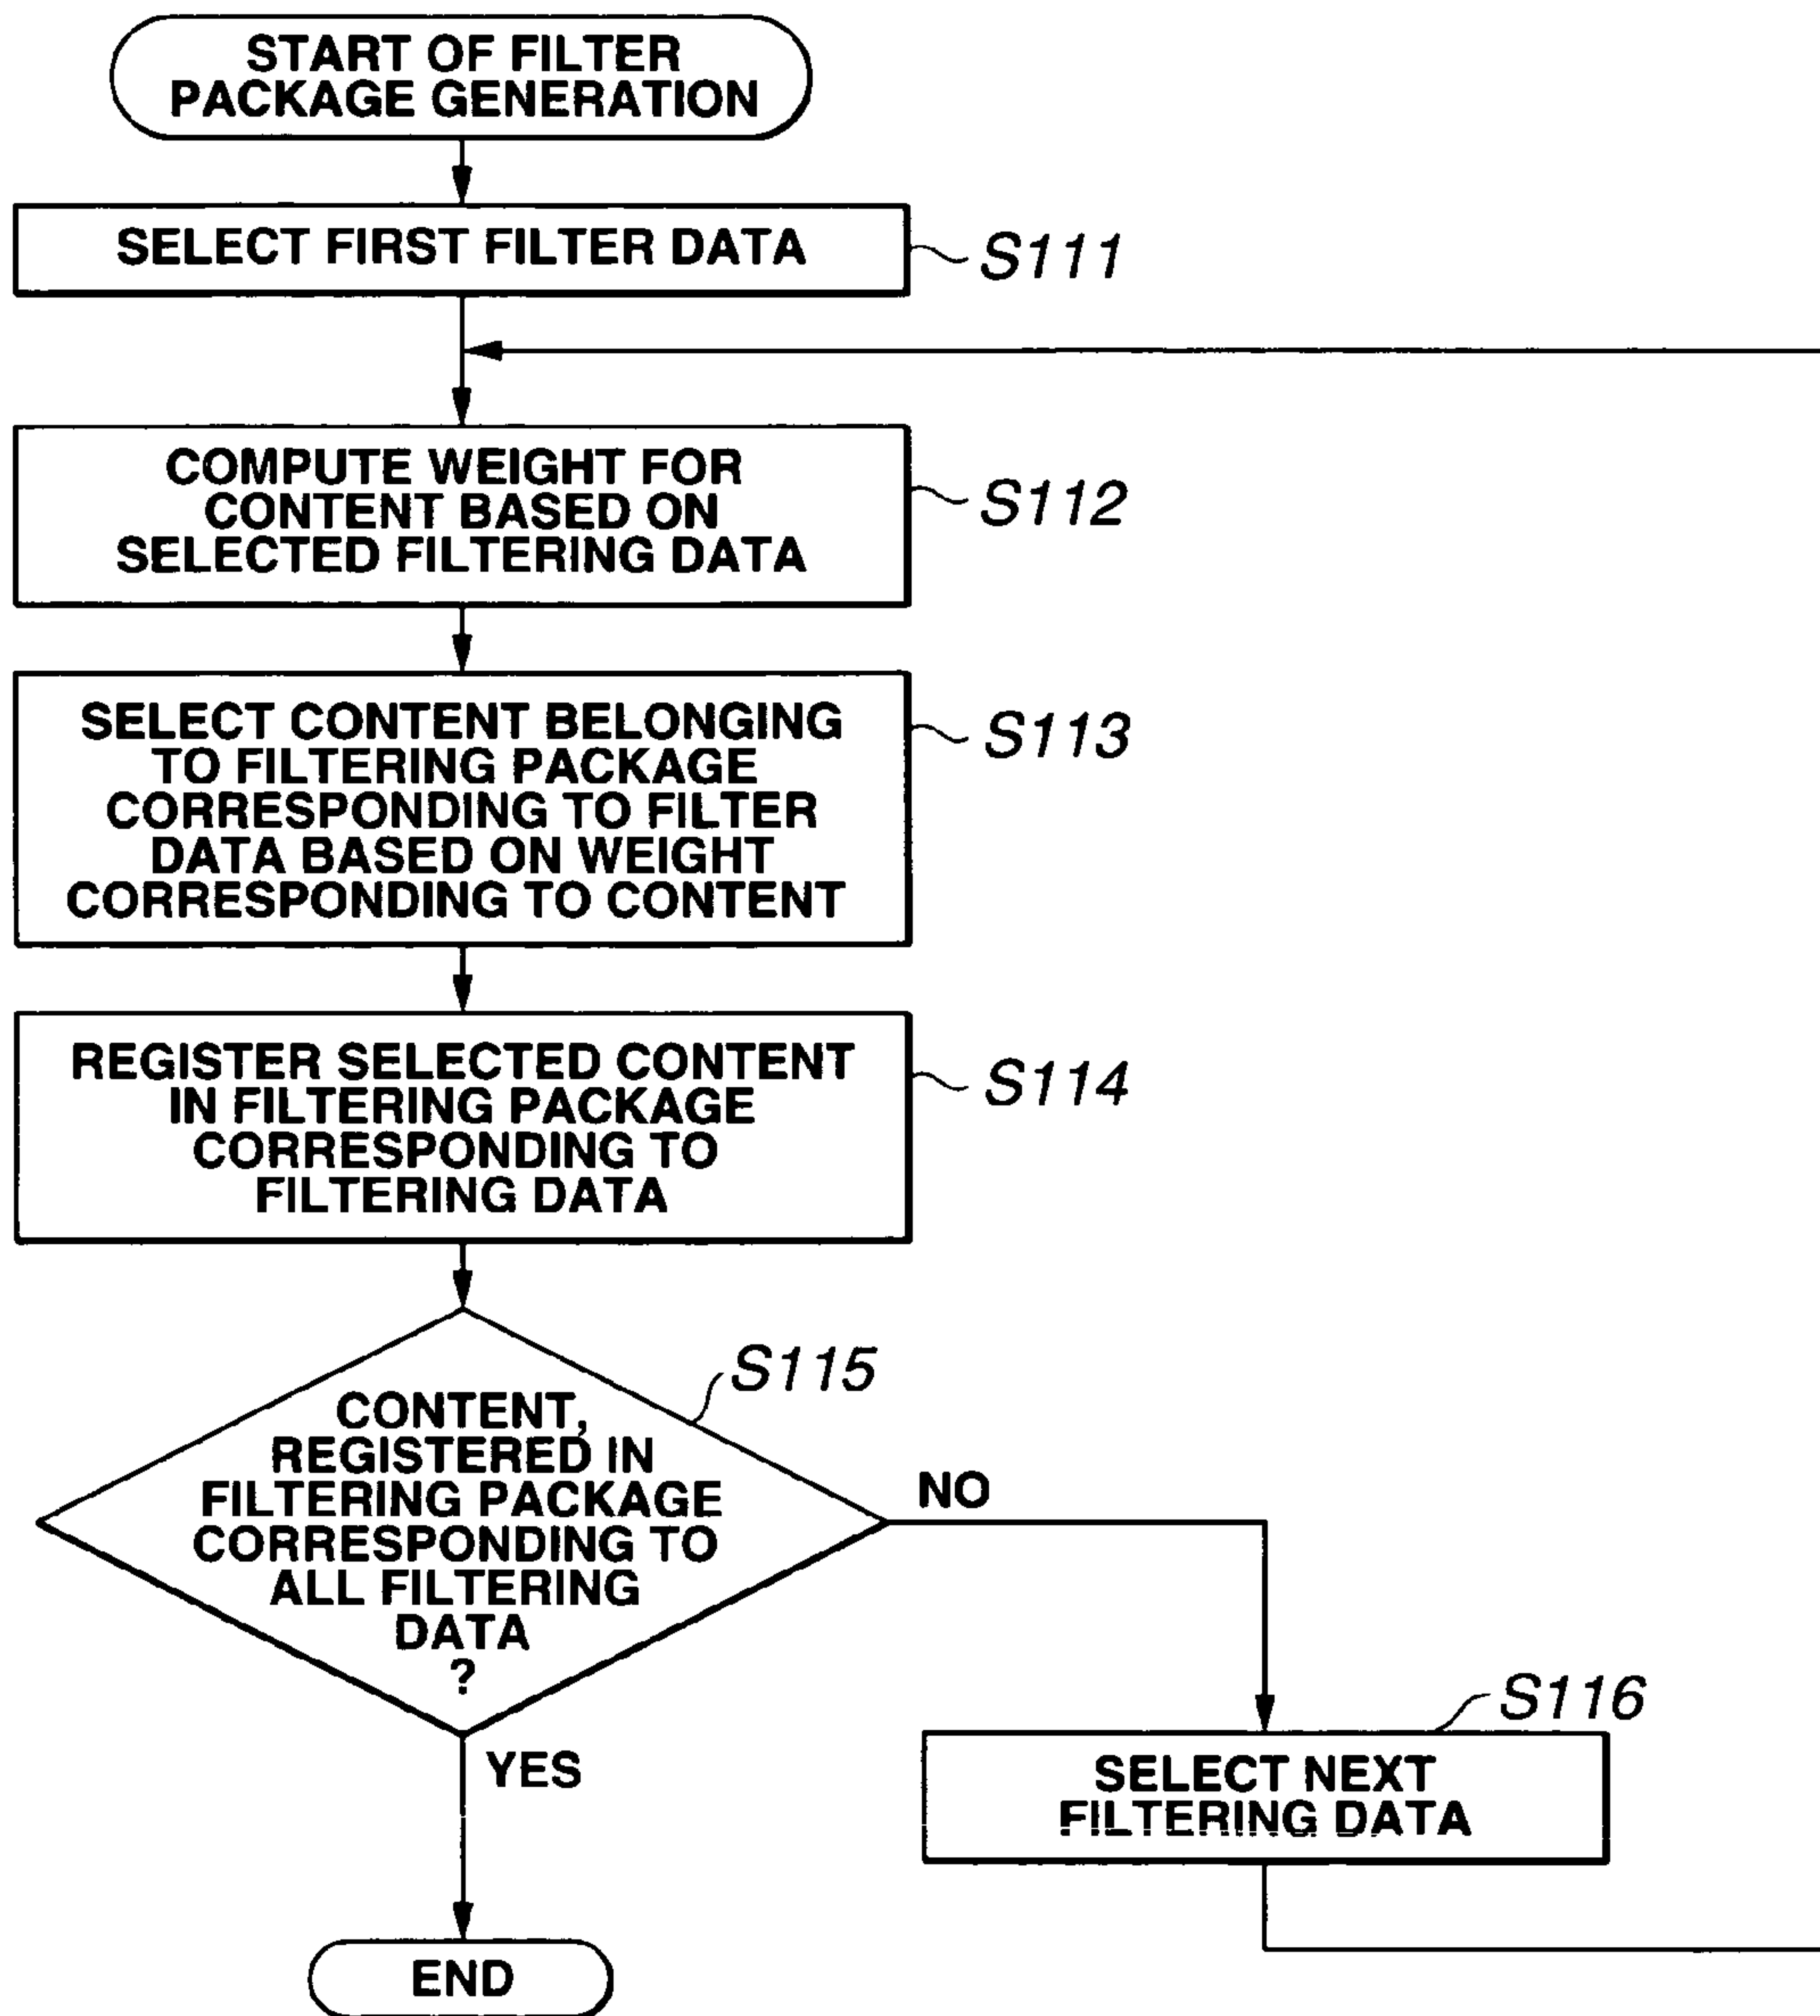 START OF FILTER
PACKAGE GENERATION
SELECT FIRST FILTER DATA
S111
COMPUTE WEIGHT FOR
CONTENT BASED ON
SELECTED FILTERING DATA
S112
SELECT CONTENT BELONGING
TO FILTERING PACKAGE
CORRESPONDING TO FILTER
DATA BASED ON WEIGHT
CORRESPONDING TO CONTENT
S113
REGISTER SELECTED CONTENT
IN FILTERING PACKAGE
CORRESPONDING TO
FILTERING DATA
S114
S115
CONTENT,
REGISTERED IN
FILTERING PACKAGE
CORRESPONDING TO
ALL FILTERING
DATA
?
NO
YES
S116
SELECT NEXT
FILTERING DATA
END